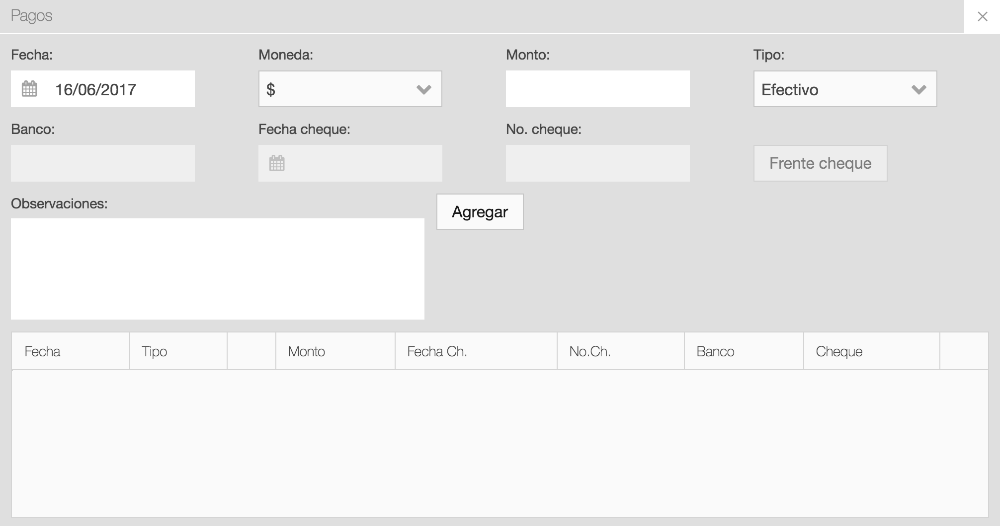 Pagos
Fecha: Moneda: Monto: Tipo:
16/06/2017 $ Efectivo
Banco: Fecha cheque: No. cheque:
Frente cheque
Observaciones:
Agregar
Fecha Tipo Monto Fecha Ch. No.Ch. Banco Cheque